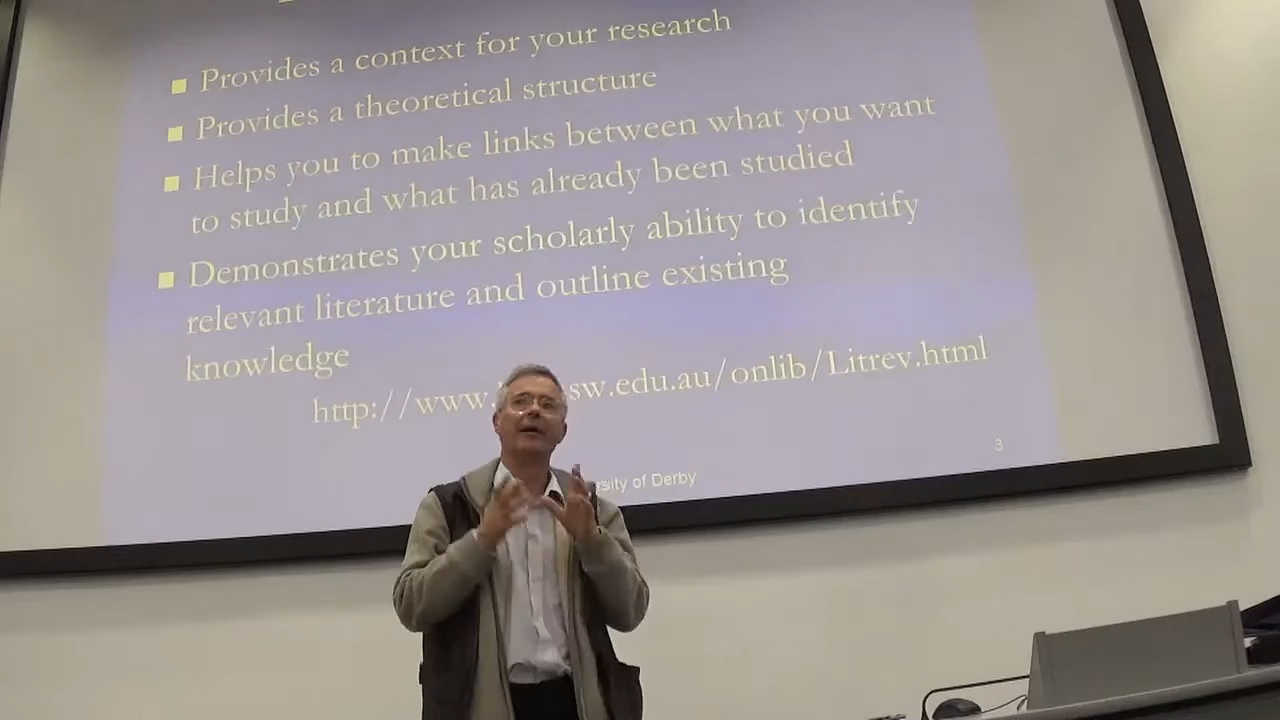 Provides a context for your research
Provides a theoretical structure
Helps you to make links between what you want
to study and what has already been studied
Demonstrates your scholarly ability to identify
relevant literature and outline existing
knowledge
http://www. sw.edu.au/onlib/Litrev.html
3
of Derby